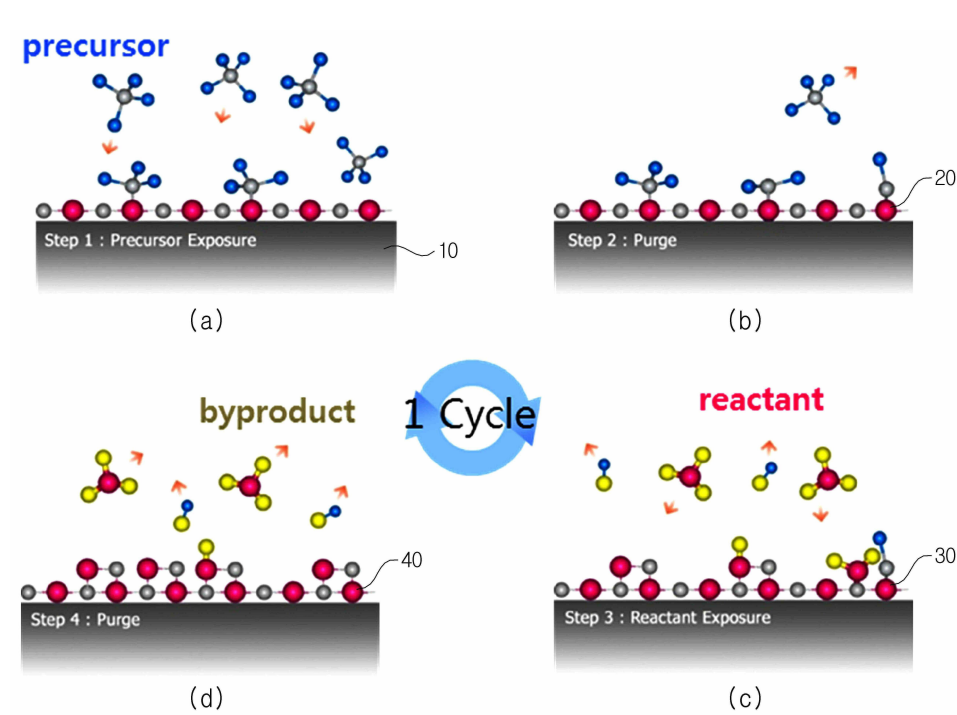 precursor
20
Step 1 : Precursor Exposure
10
Step 2 : Purge
(a)
(b)
byproduct
1 Cycle
reactant
40
30
Step 4 : Purge
Step 3 : Reactant Exposure
(d)
(c)